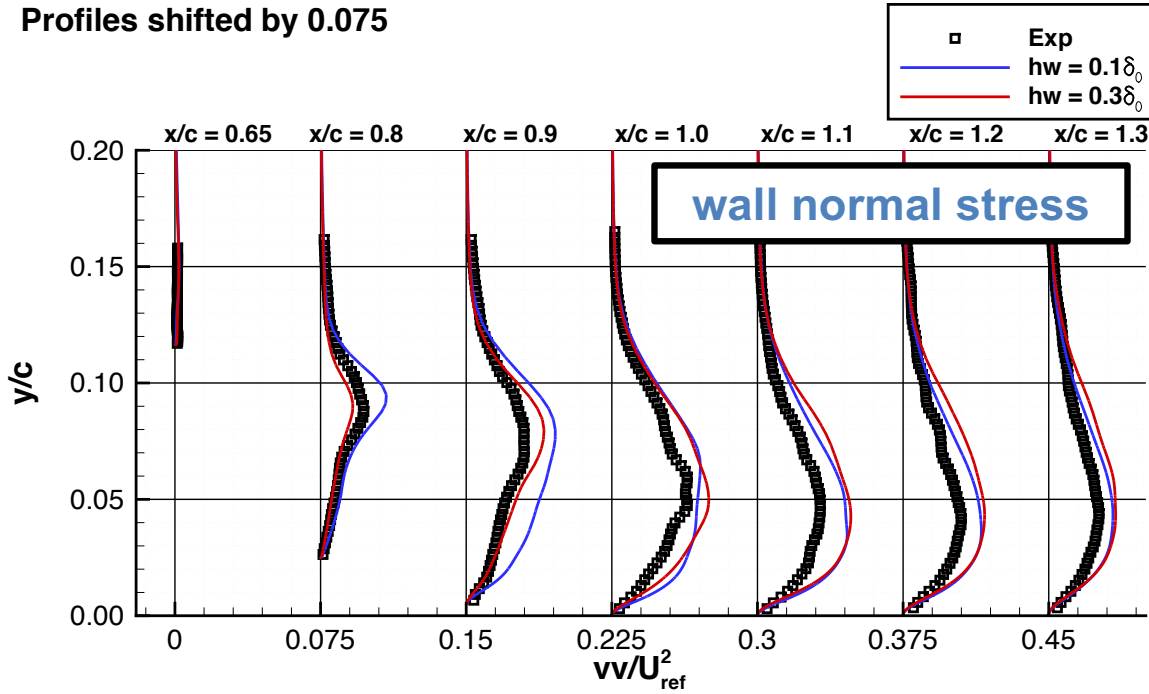 Profiles shifted by 0.075
Exp
hw = 0.1δ₀
hw = 0.3δ₀
x/c = 0.65 x/c = 0.8 x/c = 0.9 x/c = 1.0 x/c = 1.1 x/c = 1.2 x/c = 1.3
wall normal stress
0.20
0.15
0.10
0.05
0.00
y/c
0 0.075 0.15 0.225 0.3 0.375 0.45
vv/U²ref